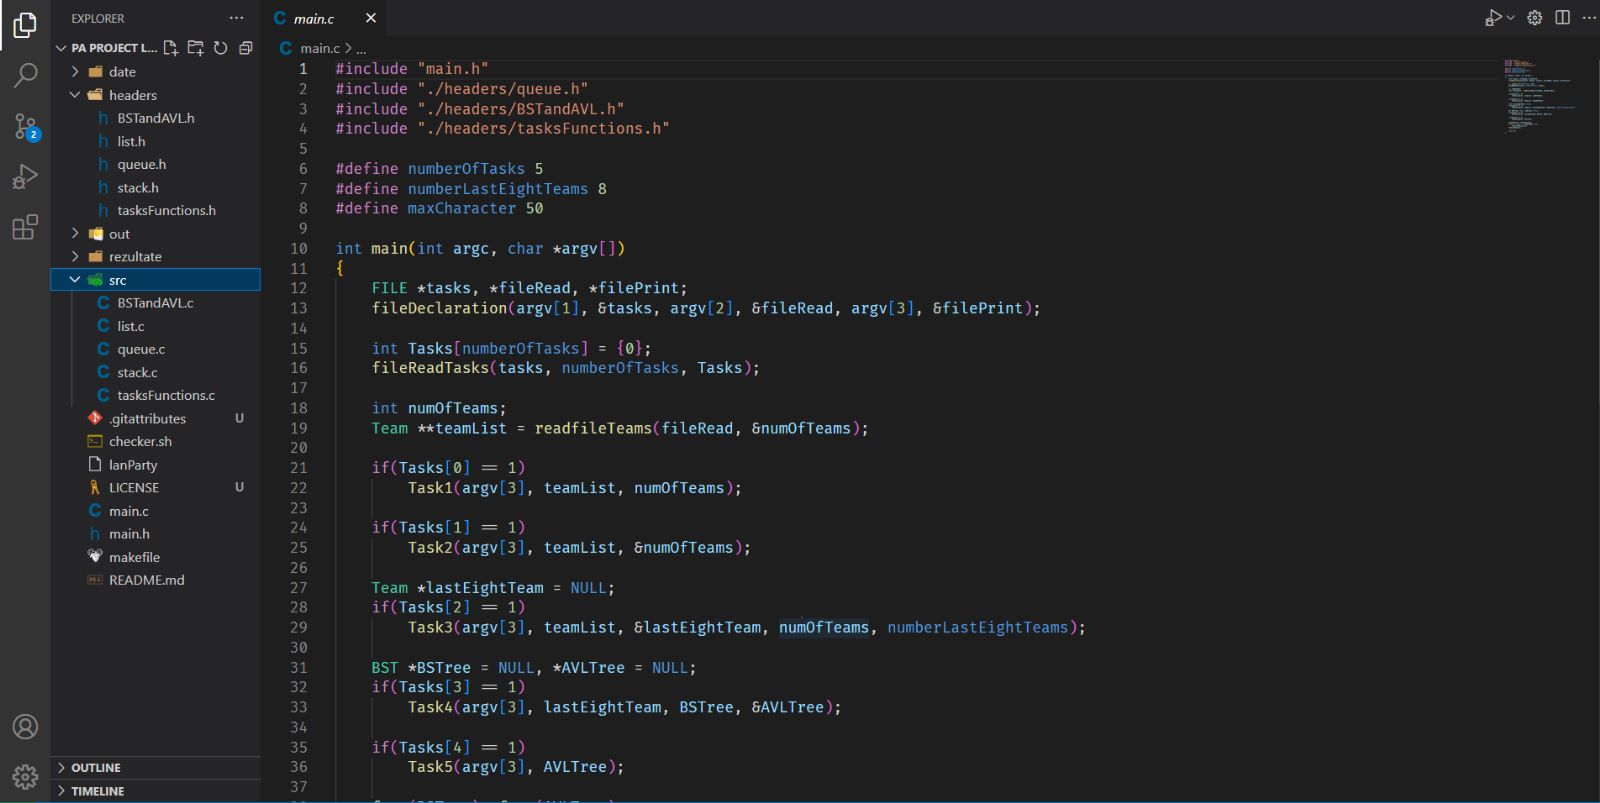 EXPLORER
PA PROJECT L...
date
headers
BSTandAVL.h
list.h
queue.h
stack.h
tasksFunctions.h
out
rezultate
src
BSTandAVL.c
list.c
queue.c
stack.c
tasksFunctions.c
.gitattributes U
checker.sh
lanParty
LICENSE U
main.c
main.h
makefile
README.md
OUTLINE
TIMELINE
2
main.c
main.c > ...
1 #include "main.h"
2 #include "./headers/queue.h"
3 #include "./headers/BSTandAVL.h"
4 #include "./headers/tasksFunctions.h"
5
6 #define numberOfTasks 5
7 #define numberLastEightTeams 8
8 #define maxCharacter 50
9
10 int main(int argc, char *argv[])
11 {
12 FILE *tasks, *fileRead, *filePrint;
13 fileDeclaration(argv[1], &tasks, argv[2], &fileRead, argv[3], &filePrint);
14
15 int Tasks[numberOfTasks] = {0};
16 fileReadTasks(tasks, numberOfTasks, Tasks);
17
18 int numOfTeams;
19 Team **teamList = readfileTeams(fileRead, &numOfTeams);
20
21 if(Tasks[0] == 1)
22 Task1(argv[3], teamList, numOfTeams);
23
24 if(Tasks[1] == 1)
25 Task2(argv[3], teamList, &numOfTeams);
26
27 Team *lastEightTeam = NULL;
28 if(Tasks[2] == 1)
29 Task3(argv[3], teamList, &lastEightTeam, numOfTeams, numberLastEightTeams);
30
31 BST *BSTree = NULL, *AVLTree = NULL;
32 if(Tasks[3] == 1)
33 Task4(argv[3], lastEightTeam, BSTree, &AVLTree);
34
35 if(Tasks[4] == 1)
36 Task5(argv[3], AVLTree);
37